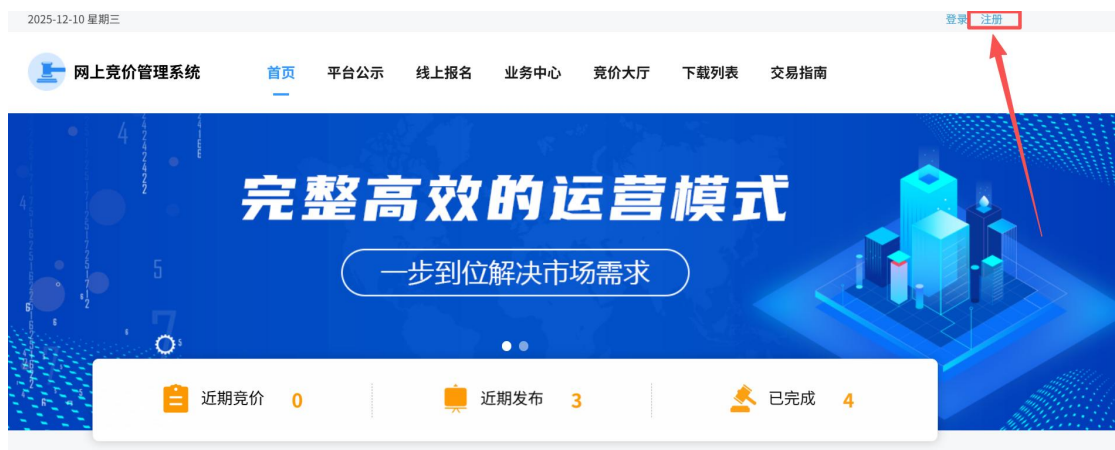 2025-12-10 星期三
登录 注册
网上竞价管理系统 首页 平台公示 线上报名 业务中心 竞价大厅 下载列表 交易指南
完整高效的运营模式
一步到位解决市场需求
近期竞价 0 近期发布 3 已完成 4